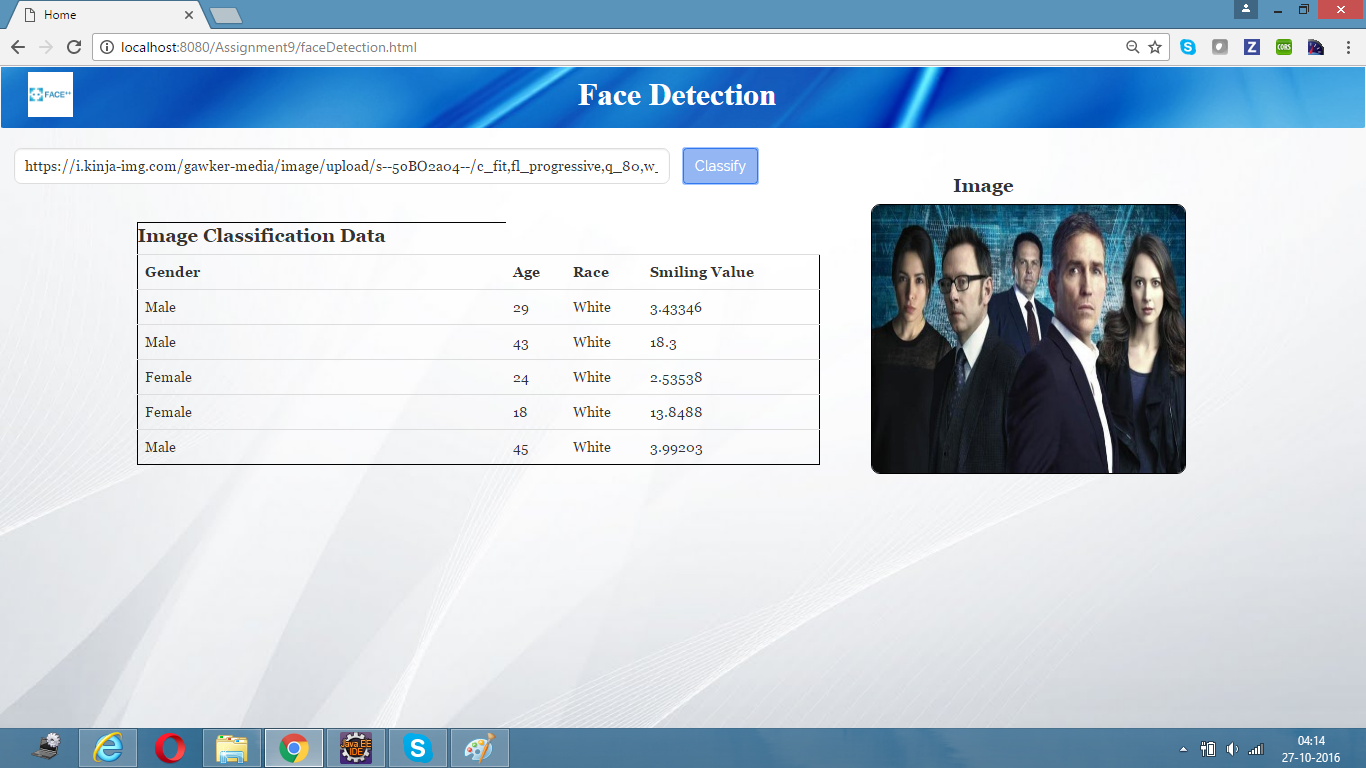 Home
localhost:8080/Assignment9/faceDetection.html
CORS
FACE++
Face Detection
https://i.kinja-img.com/gawker-media/image/upload/s--50BO2a04--/c_fit,fl_progressive,q_80,w_
Classify
Image
Image Classification Data
Gender Age Race Smiling Value
Male 29 White 3.43346
Male 43 White 18.3
Female 24 White 2.53538
Female 18 White 13.8488
Male 45 White 3.99203
Java EE
IDE
04:14
27-10-2016